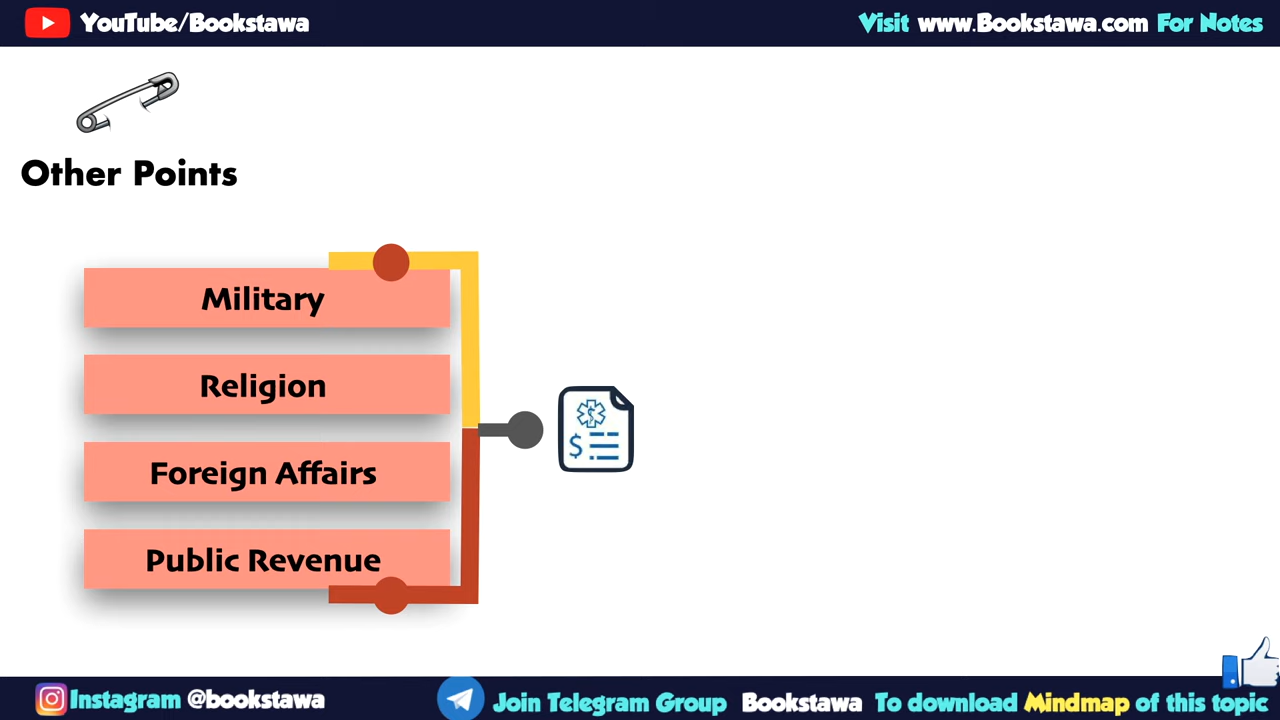 YouTube/Bookstawa
Visit www.Bookstawa.com For Notes
Other Points
Military
Religion
Foreign Affairs
Public Revenue
$
Instagram @bookstawa
Join Telegram Group Bookstawa To download Mindmap of this topic